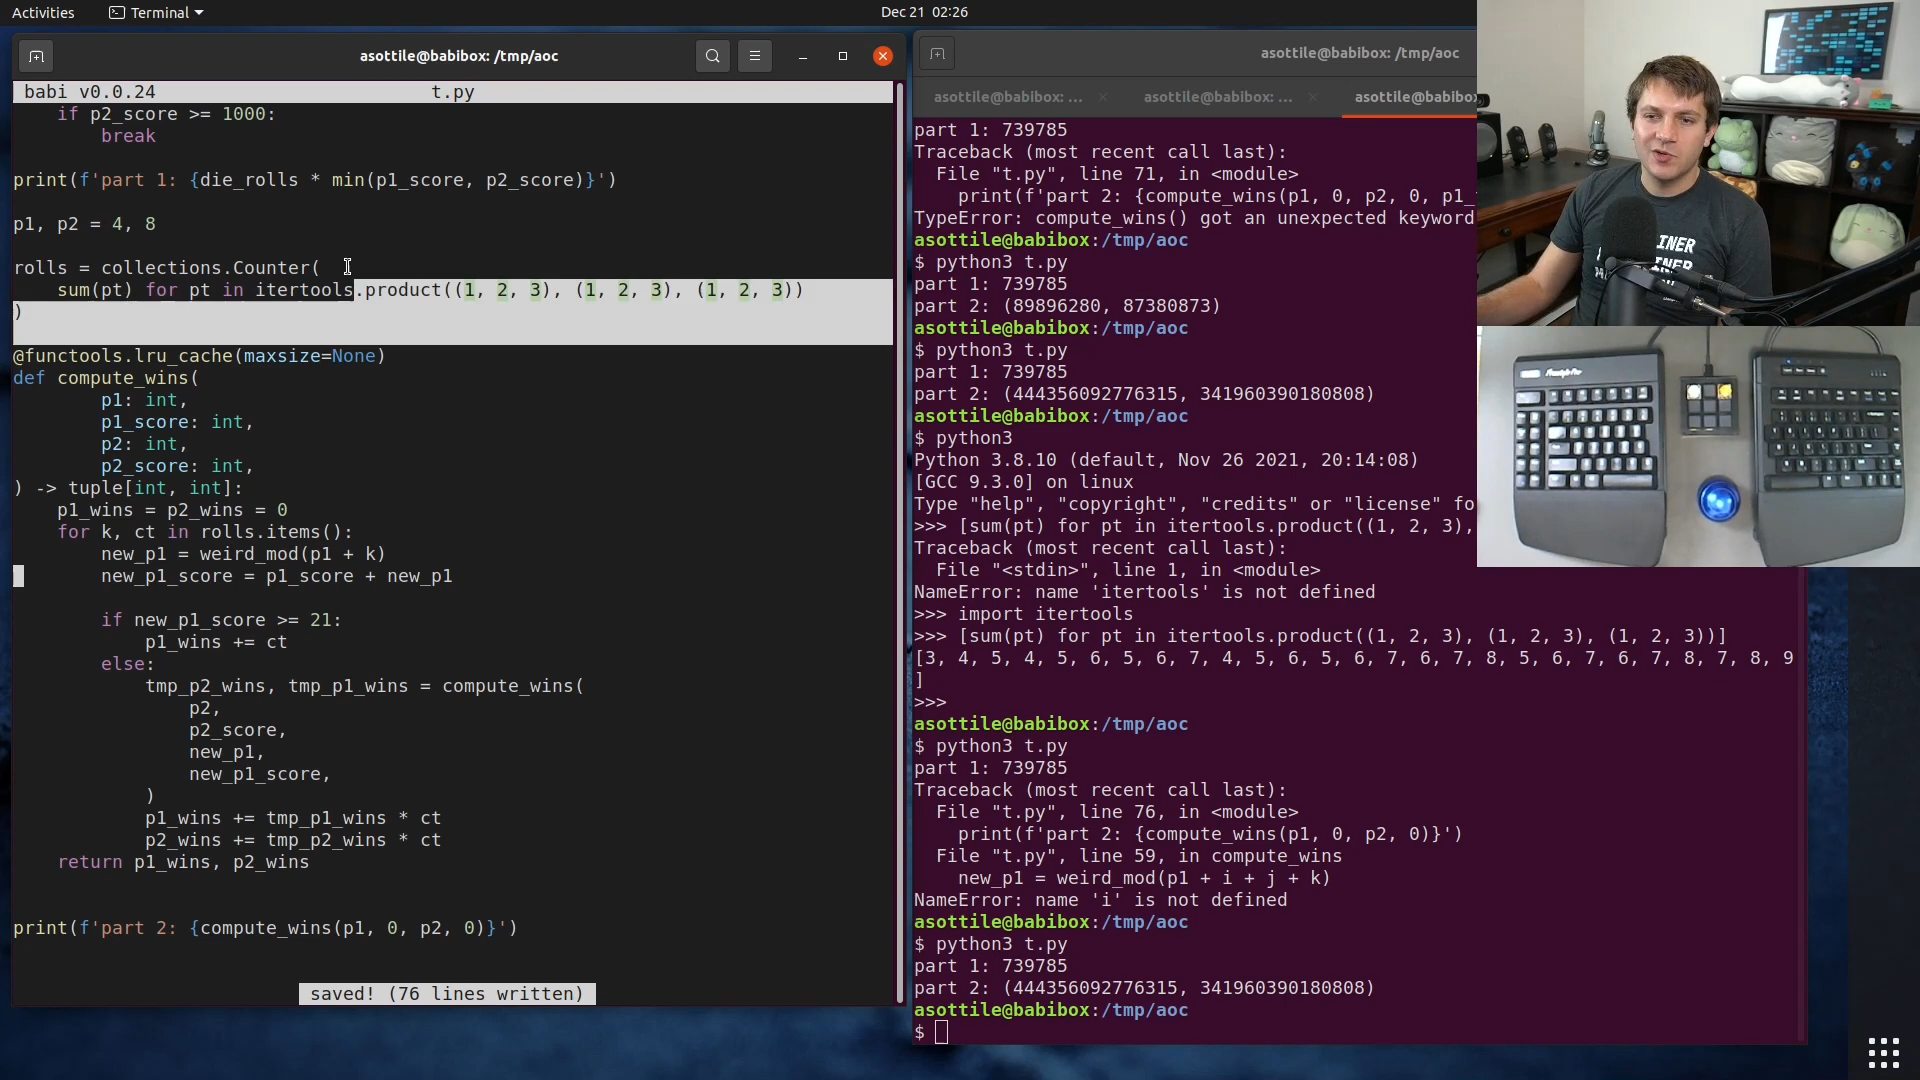 Activities
Terminal
Dec 21 02:26
asottile@babibox: /tmp/aoc
babi v0.0.24
t.py
if p2_score >= 1000:
break
print(f'part 1: {die_rolls * min(p1_score, p2_score)}')
p1, p2 = 4, 8
rolls = collections.Counter(
sum(pt) for pt in itertools.product((1, 2, 3), (1, 2, 3), (1, 2, 3))
)
@functools.lru_cache(maxsize=None)
def compute_wins(
p1: int,
p1_score: int,
p2: int,
p2_score: int,
) -> tuple[int, int]:
p1_wins = p2_wins = 0
for k, ct in rolls.items():
new_p1 = weird_mod(p1 + k)
new_p1_score = p1_score + new_p1
if new_p1_score >= 21:
p1_wins += ct
else:
tmp_p2_wins, tmp_p1_wins = compute_wins(
p2,
p2_score,
new_p1,
new_p1_score,
)
p1_wins += tmp_p1_wins * ct
p2_wins += tmp_p2_wins * ct
return p1_wins, p2_wins
print(f'part 2: {compute_wins(p1, 0, p2, 0)}')
saved! (76 lines written)
asottile@babibox: /tmp/aoc
asottile@babibox: ...
asottile@babibox: ...
asottile@babibo
part 1: 739785
Traceback (most recent call last):
File "t.py", line 71, in <module>
print(f'part 2: {compute_wins(p1, 0, p2, 0, p1_
TypeError: compute_wins() got an unexpected keyword
asottile@babibox:/tmp/aoc
$ python3 t.py
part 1: 739785
part 2: (89896280, 87380873)
asottile@babibox:/tmp/aoc
$ python3 t.py
part 1: 739785
part 2: (444356092776315, 341960390180808)
asottile@babibox:/tmp/aoc
$ python3
Python 3.8.10 (default, Nov 26 2021, 20:14:08)
[GCC 9.3.0] on linux
Type "help", "copyright", "credits" or "license" fo
>>> [sum(pt) for pt in itertools.product((1, 2, 3),
Traceback (most recent call last):
File "<stdin>", line 1, in <module>
NameError: name 'itertools' is not defined
>>> import itertools
>>> [sum(pt) for pt in itertools.product((1, 2, 3), (1, 2, 3), (1, 2, 3))]
[3, 4, 5, 4, 5, 6, 5, 6, 7, 4, 5, 6, 5, 6, 7, 6, 7, 8, 5, 6, 7, 6, 7, 8, 7, 8, 9
]
>>>
asottile@babibox:/tmp/aoc
$ python3 t.py
part 1: 739785
Traceback (most recent call last):
File "t.py", line 76, in <module>
print(f'part 2: {compute_wins(p1, 0, p2, 0)}')
File "t.py", line 59, in compute_wins
new_p1 = weird_mod(p1 + i + j + k)
NameError: name 'i' is not defined
asottile@babibox:/tmp/aoc
$ python3 t.py
part 1: 739785
part 2: (444356092776315, 341960390180808)
asottile@babibox:/tmp/aoc
$